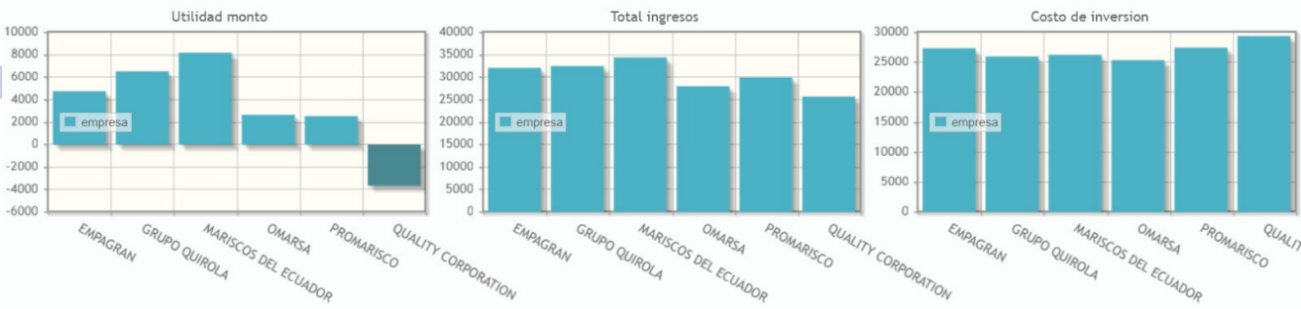 Utilidad monto
10000
8000
6000
4000
2000
0
-2000
-4000
-6000
empresa
EMPAGRAN
GRUPO QUIROLA
MARISCOS DEL ECUADOR
OMARSA
PROMARISCO
QUALITY CORPORATION
Total ingresos
40000
35000
30000
25000
20000
15000
10000
5000
0
EMPAGRAN
GRUPO QUIROLA
MARISCOS DEL ECUADOR
OMARSA
PROMARISCO
QUALITY CORPORATION
Costo de inversion
30000
25000
20000
15000
10000
5000
0
empresa
EMPAGRAN
GRUPO QUIROLA
MARISCOS DEL ECUADOR
OMARSA
PROMARISCO
QUALIT